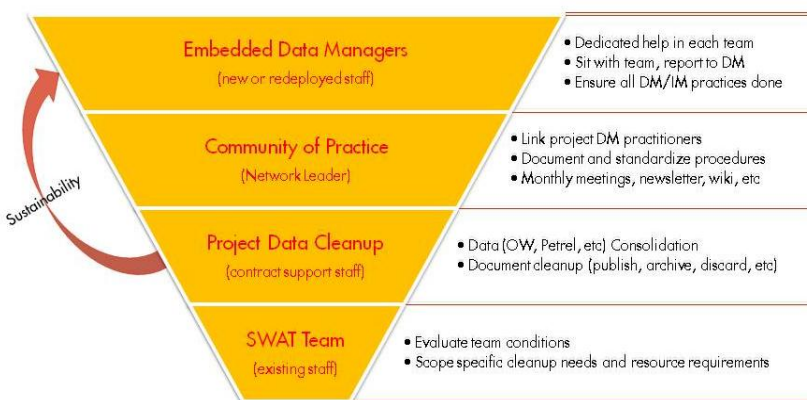 Embedded Data Managers
(new or redeployed staff)
• Dedicated help in each team
• Sit with team, report to DM
• Ensure all DM/IM practices done
Community of Practice
(Network Leader)
• Link project DM practitioners
• Document and standardize procedures
• Monthly meetings, newsletter, wiki, etc
Sustainability
Project Data Cleanup
(contract support staff)
• Data (OW, Petrel, etc) Consolidation
• Document cleanup (publish, archive, discard, etc)
SWAT Team
(existing staff)
• Evaluate team conditions
• Scope specific cleanup needs and resource requirements